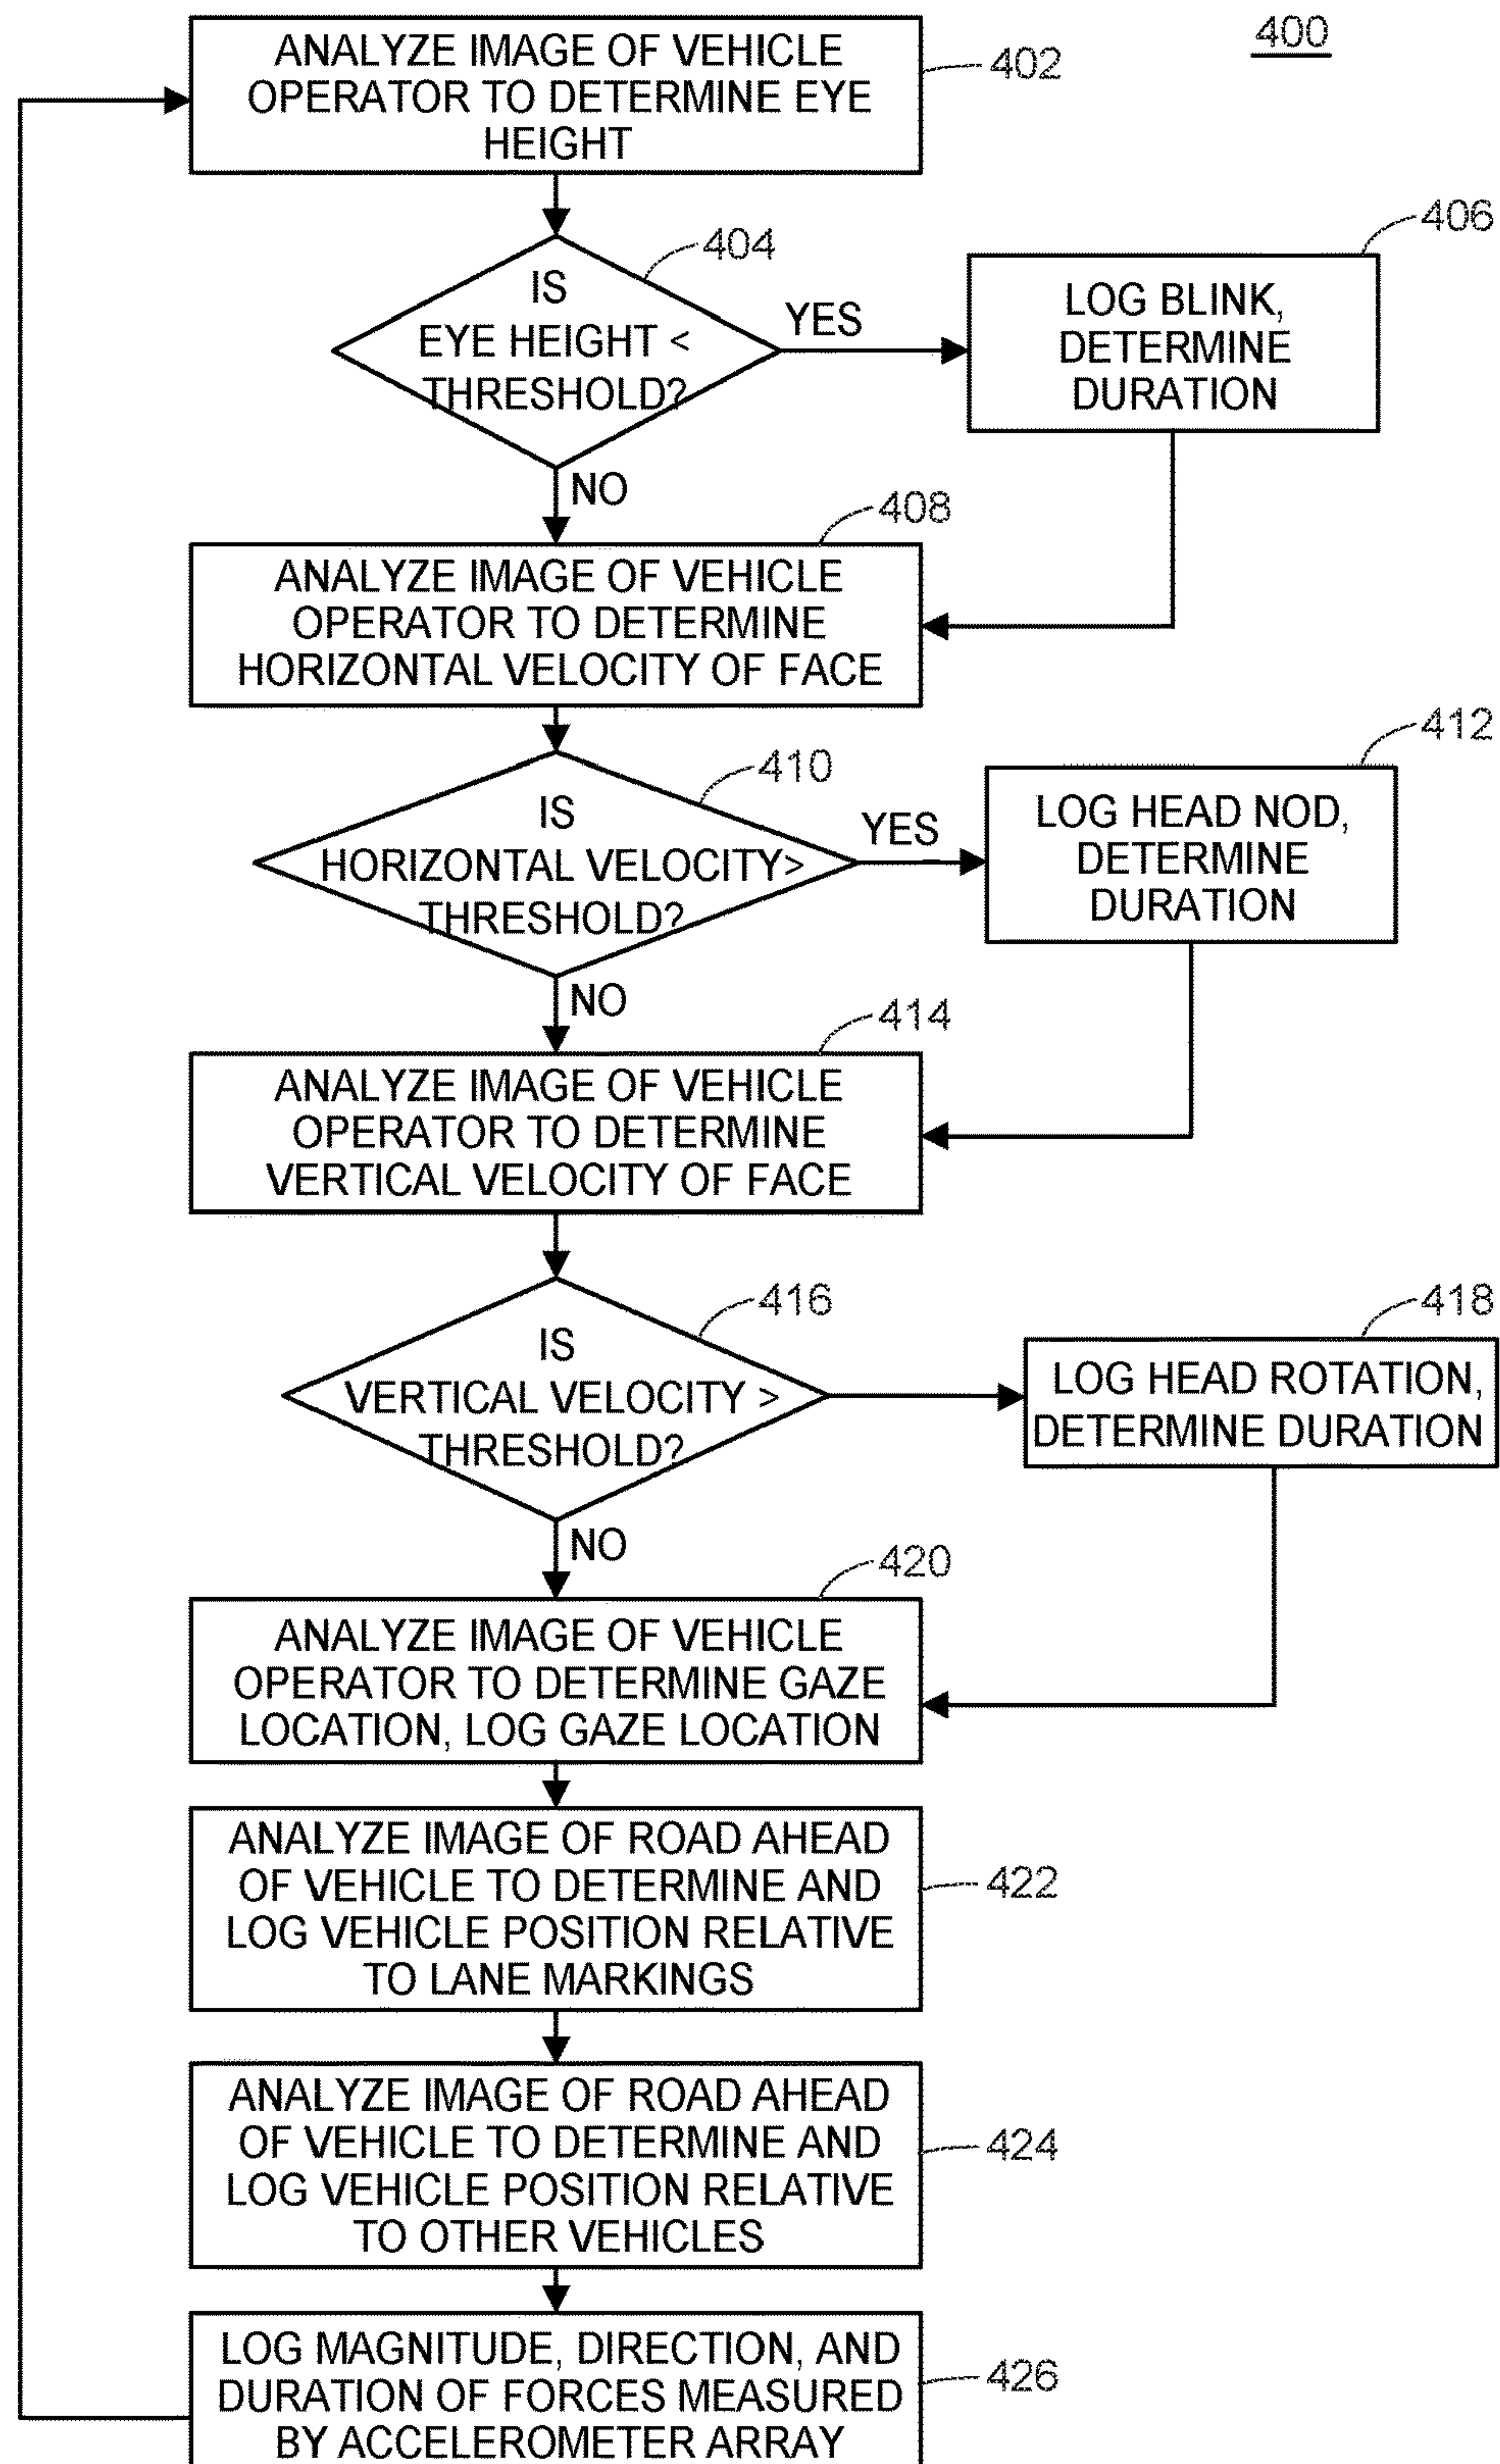 400
ANALYZE IMAGE OF VEHICLE
OPERATOR TO DETERMINE EYE
HEIGHT
402
404
IS
EYE HEIGHT <
THRESHOLD?
YES
406
LOG BLINK,
DETERMINE
DURATION
NO
408
ANALYZE IMAGE OF VEHICLE
OPERATOR TO DETERMINE
HORIZONTAL VELOCITY OF FACE
410
IS
HORIZONTAL VELOCITY>
THRESHOLD?
YES
412
LOG HEAD NOD,
DETERMINE
DURATION
NO
414
ANALYZE IMAGE OF VEHICLE
OPERATOR TO DETERMINE
VERTICAL VELOCITY OF FACE
416
IS
VERTICAL VELOCITY >
THRESHOLD?
418
LOG HEAD ROTATION,
DETERMINE DURATION
NO
420
ANALYZE IMAGE OF VEHICLE
OPERATOR TO DETERMINE GAZE
LOCATION, LOG GAZE LOCATION
ANALYZE IMAGE OF ROAD AHEAD
OF VEHICLE TO DETERMINE AND
LOG VEHICLE POSITION RELATIVE
TO LANE MARKINGS
422
ANALYZE IMAGE OF ROAD AHEAD
OF VEHICLE TO DETERMINE AND
LOG VEHICLE POSITION RELATIVE
TO OTHER VEHICLES
424
LOG MAGNITUDE, DIRECTION, AND
DURATION OF FORCES MEASURED
BY ACCELEROMETER ARRAY
426